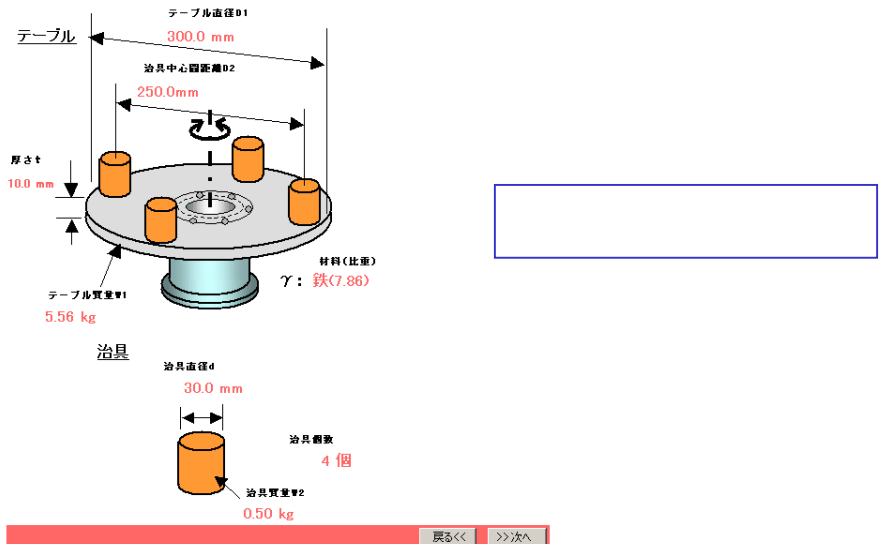 テーブル直径D1
テーブル
300.0 mm
治具中心間距離D2
250.0mm
厚さt
10.0 mm
材料(比重)
γ: 鉄(7.86)
テーブル質量W1
5.56 kg
治具
治具直径d
30.0 mm
治具個数
4 個
治具質量W2
0.50 kg
戻る<<
>>次へ